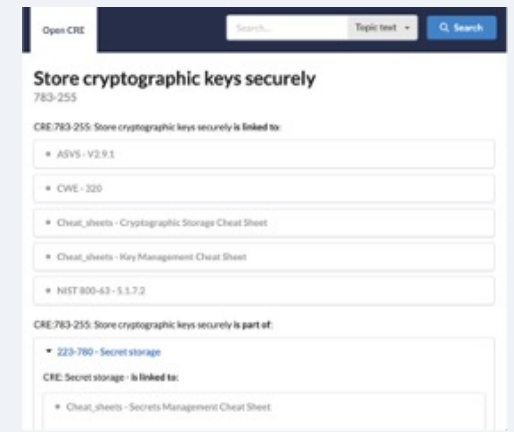 Open CRE
Search...
Topic text
Search
Store cryptographic keys securely
783-255
CRE:783-255: Store cryptographic keys securely is linked to:
ASVS - V2.9.1
CWE - 320
Cheat_sheets - Cryptographic Storage Cheat Sheet
Cheat_sheets - Key Management Cheat Sheet
NIST 800-63 - 5.1.7.2
CRE:783-255: Store cryptographic keys securely is part of:
223-780 - Secret storage
CRE: Secret storage - is linked to:
Cheat_sheets - Secrets Management Cheat Sheet